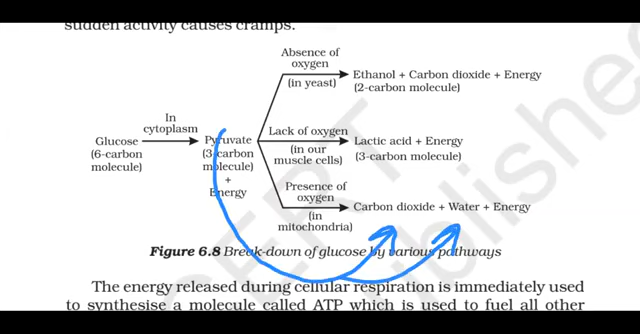 sudden activity causes cramps.
Absence of
oxygen
(in yeast)
Ethanol + Carbon dioxide + Energy
(2-carbon molecule)
In
cytoplasm
Glucose
(6-carbon
molecule)
Pyruvate
(3-carbon
molecule)
+
Energy
Lack of oxygen
(in our
muscle cells)
Lactic acid + Energy
(3-carbon molecule)
Presence of
oxygen
(in
mitochondria)
Carbon dioxide + Water + Energy
Figure 6.8 Break-down of glucose by various pathways
The energy released during cellular respiration is immediately used
to synthesise a molecule called ATP which is used to fuel all other